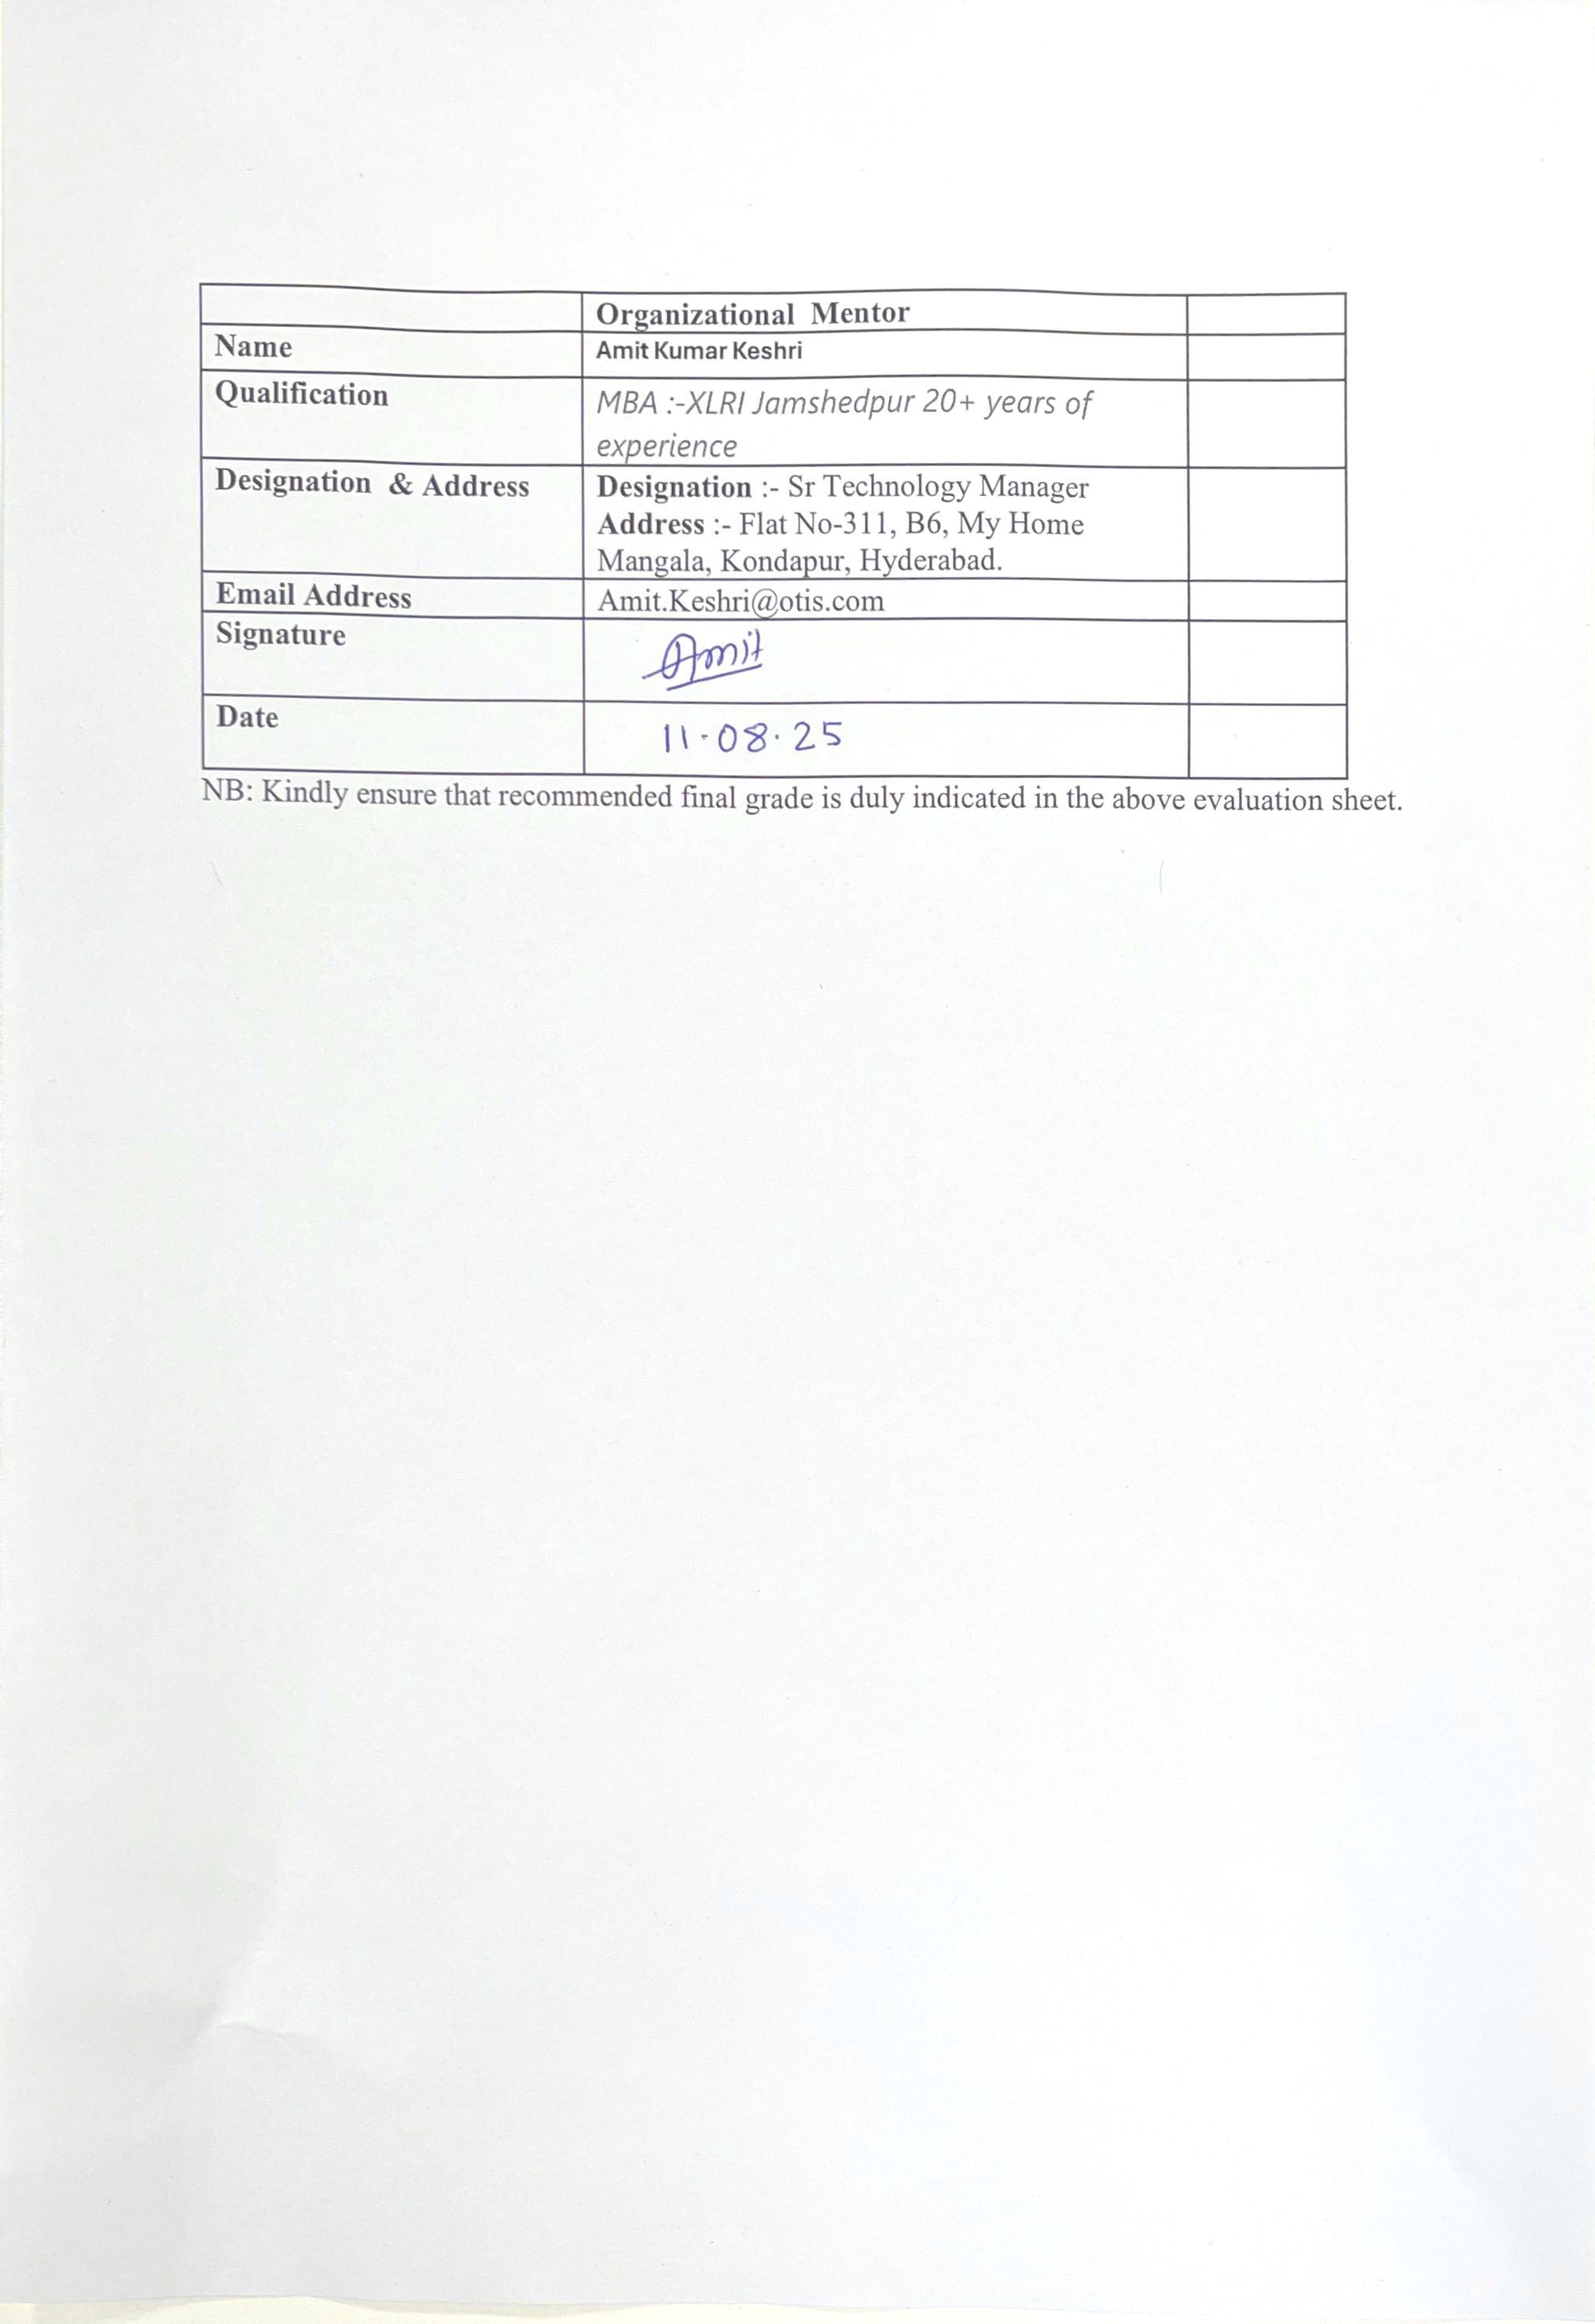 Organizational Mentor
Name Amit Kumar Keshri
Qualification MBA :-XLRI Jamshedpur 20+ years of
experience
Designation & Address Designation :- Sr Technology Manager
Address :- Flat No-311, B6, My Home
Mangala, Kondapur, Hyderabad.
Email Address Amit.Keshri@otis.com
Signature Amit
Date 11.08.25
NB: Kindly ensure that recommended final grade is duly indicated in the above evaluation sheet.